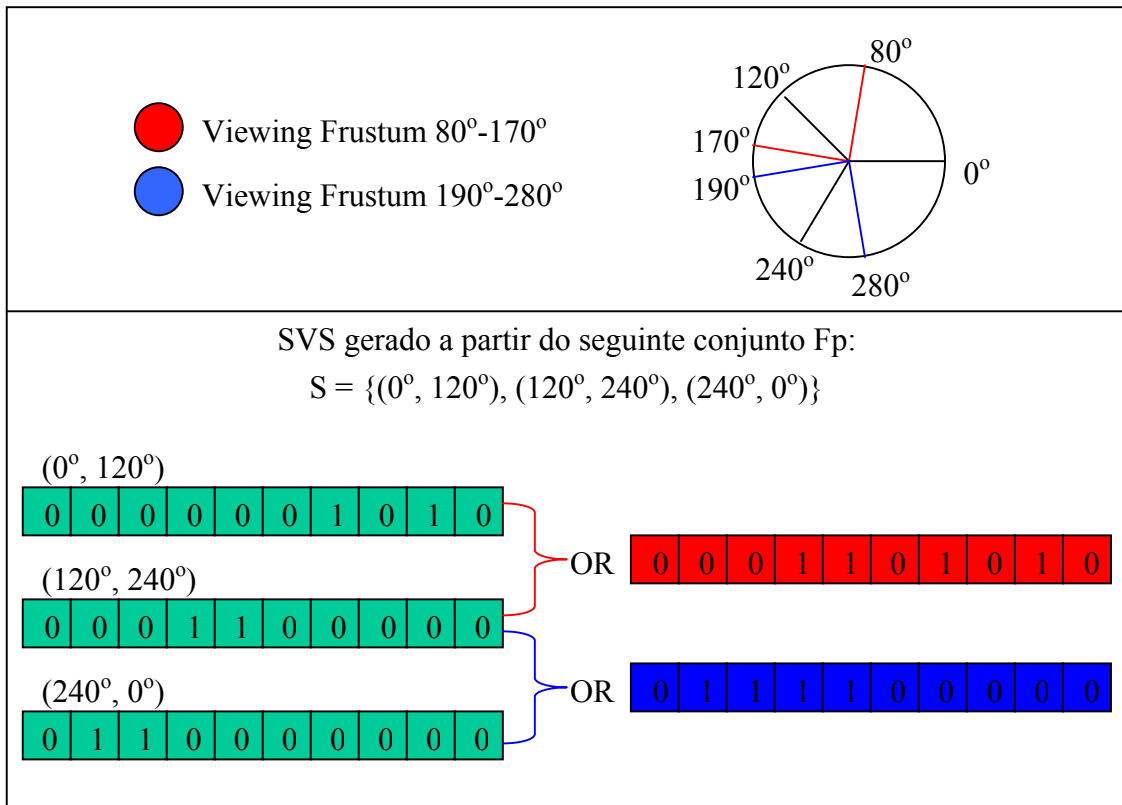 Viewing Frustum 80º-170º
Viewing Frustum 190º-280º
80º
120º
170º
190º
0º
240º
280º
SVS gerado a partir do seguinte conjunto Fp:
S = {(0º, 120º), (120º, 240º), (240º, 0º)}
(0º, 120º)
0 0 0 0 0 0 1 0 1 0
OR 0 0 0 1 1 0 1 0 1 0
(120º, 240º)
0 0 0 1 1 0 0 0 0 0
OR 0 1 1 1 1 0 0 0 0 0
(240º, 0º)
0 1 1 0 0 0 0 0 0 0